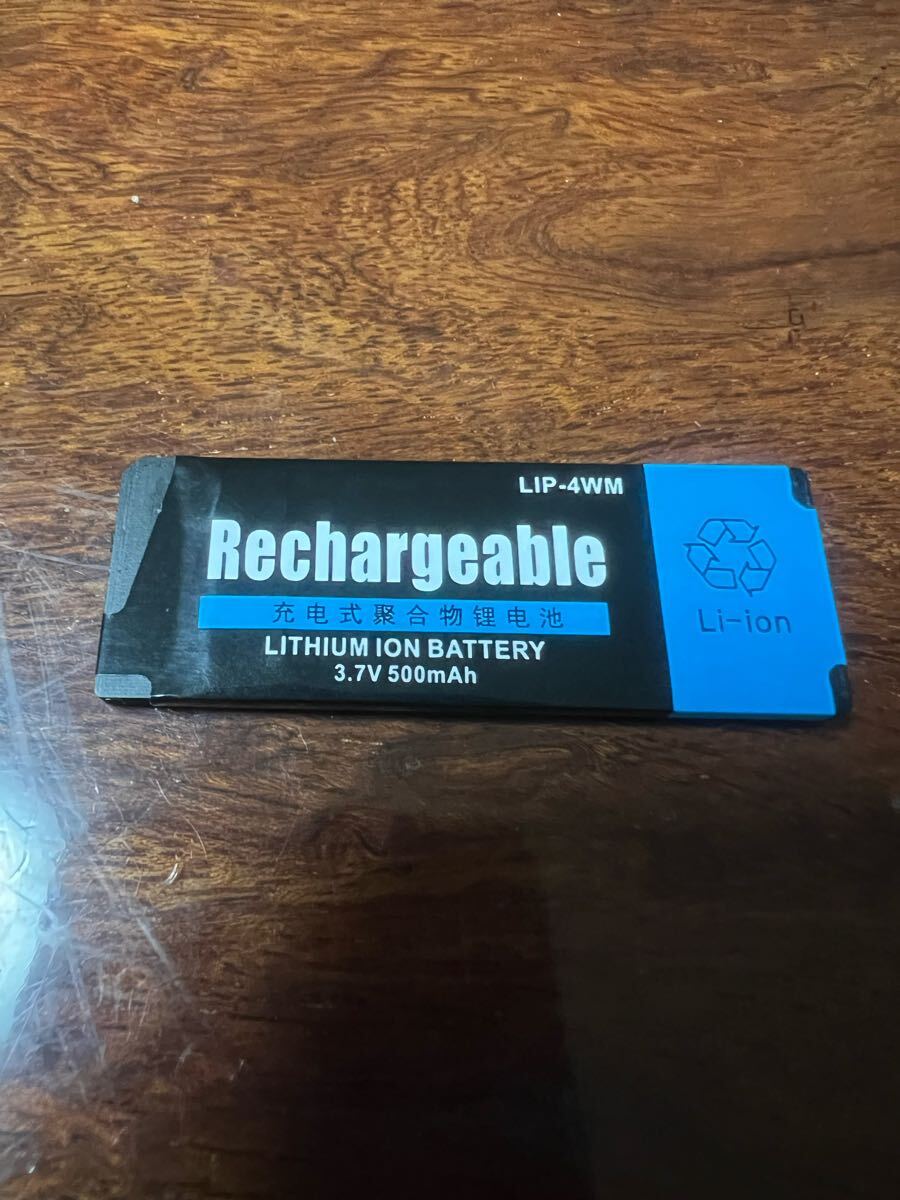 LIP-4WM
Rechargeable
充电式聚合物锂电池
LITHIUM ION BATTERY
3.7V 500mAh
Li-ion